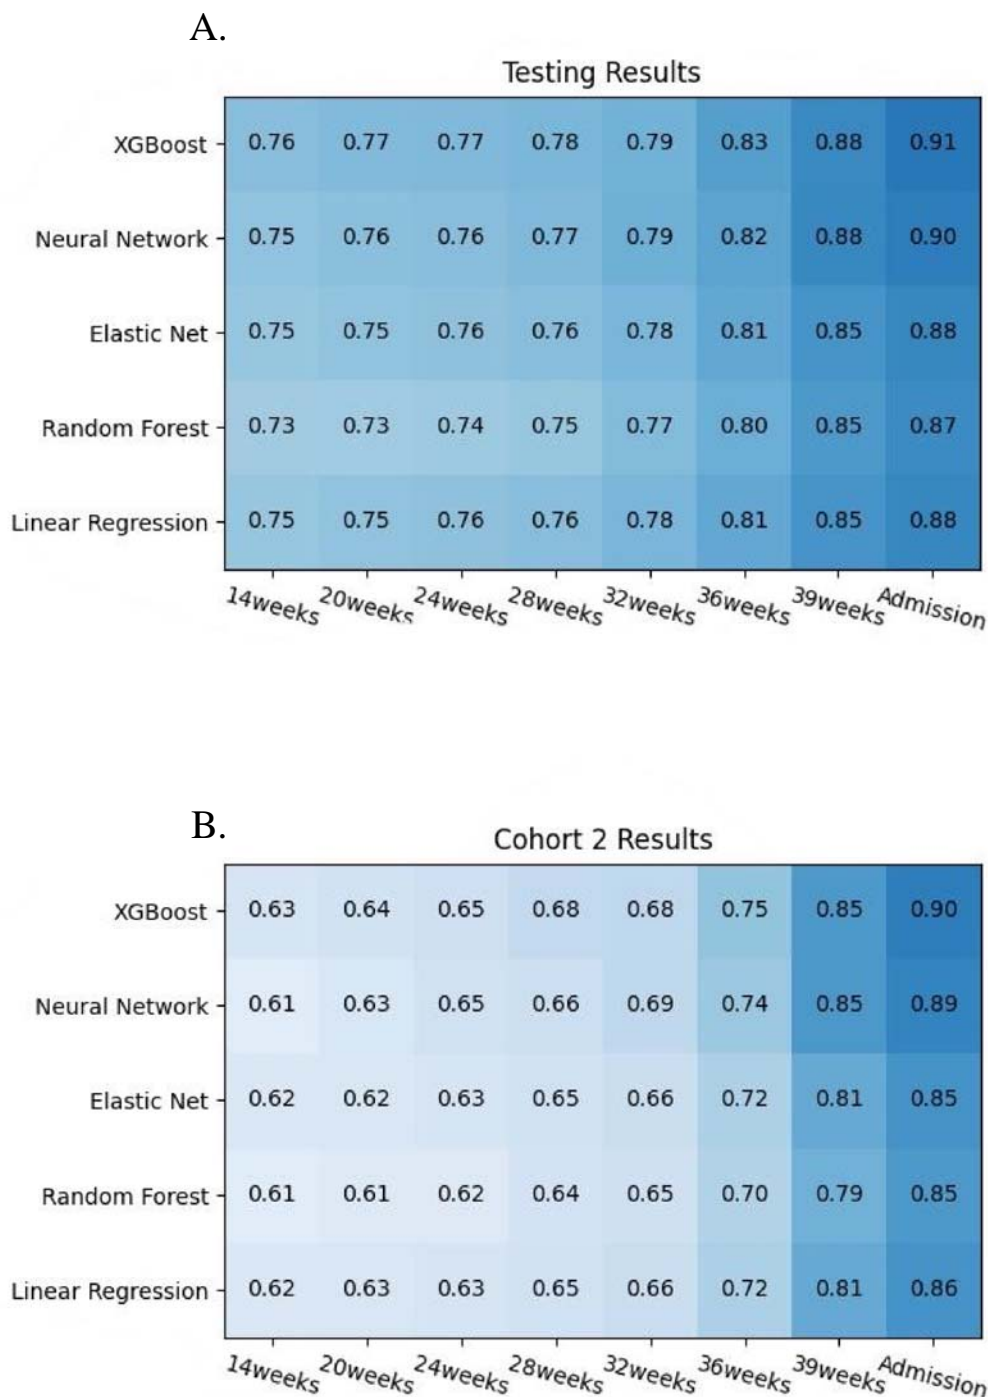 A.
Testing Results
XGBoost 0.76 0.77 0.77 0.78 0.79 0.83 0.88 0.91
Neural Network 0.75 0.76 0.76 0.77 0.79 0.82 0.88 0.90
Elastic Net 0.75 0.75 0.76 0.76 0.78 0.81 0.85 0.88
Random Forest 0.73 0.73 0.74 0.75 0.77 0.80 0.85 0.87
Linear Regression 0.75 0.75 0.76 0.76 0.78 0.81 0.85 0.88
14weeks 20weeks 24weeks 28weeks 32weeks 36weeks 39weeks Admission
B.
Cohort 2 Results
XGBoost 0.63 0.64 0.65 0.68 0.68 0.75 0.85 0.90
Neural Network 0.61 0.63 0.65 0.66 0.69 0.74 0.85 0.89
Elastic Net 0.62 0.62 0.63 0.65 0.66 0.72 0.81 0.85
Random Forest 0.61 0.61 0.62 0.64 0.65 0.70 0.79 0.85
Linear Regression 0.62 0.63 0.63 0.65 0.66 0.72 0.81 0.86
14weeks 20weeks 24weeks 28weeks 32weeks 36weeks 39weeks Admission